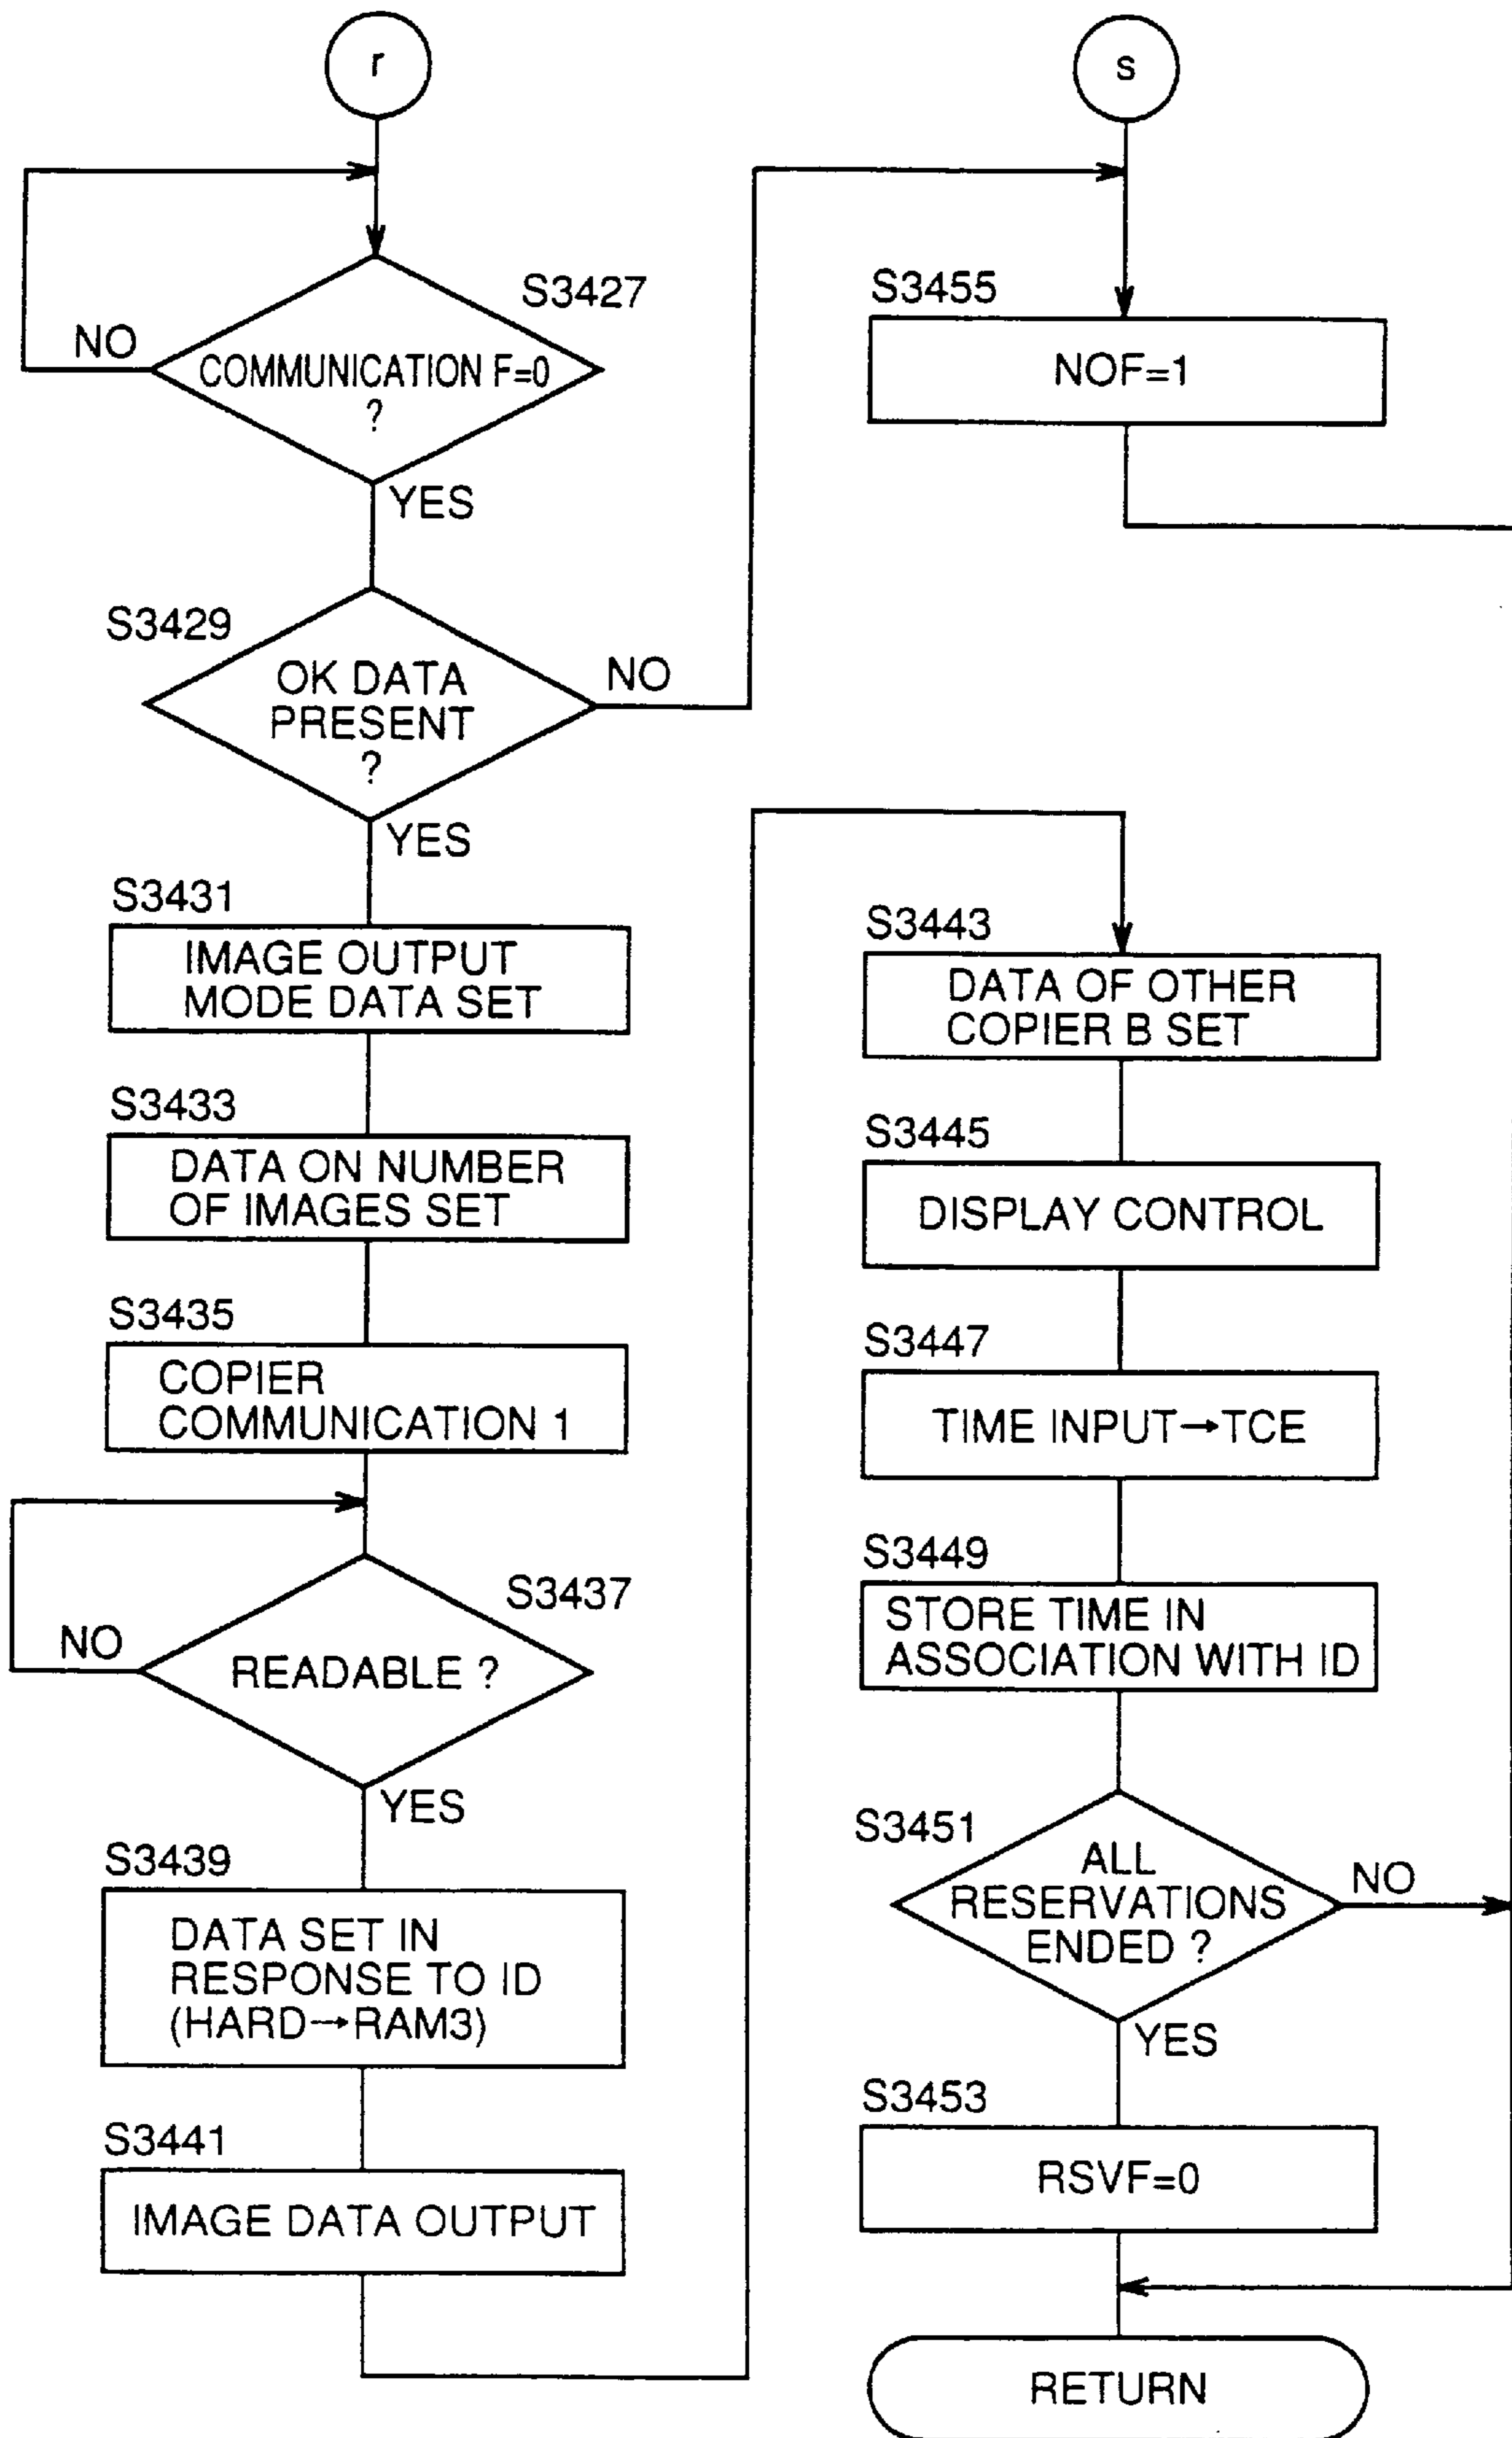 r
S3427
NO
COMMUNICATION F=0
?
YES
S3429
OK DATA
PRESENT
?
NO
YES
S3431
IMAGE OUTPUT
MODE DATA SET
S3433
DATA ON NUMBER
OF IMAGES SET
S3435
COPIER
COMMUNICATION 1
S3437
NO
READABLE ?
YES
S3439
DATA SET IN
RESPONSE TO ID
(HARD→RAM3)
S3441
IMAGE DATA OUTPUT
s
S3455
NOF=1
S3443
DATA OF OTHER
COPIER B SET
S3445
DISPLAY CONTROL
S3447
TIME INPUT→TCE
S3449
STORE TIME IN
ASSOCIATION WITH ID
S3451
ALL
RESERVATIONS
ENDED ?
NO
YES
S3453
RSVF=0
RETURN